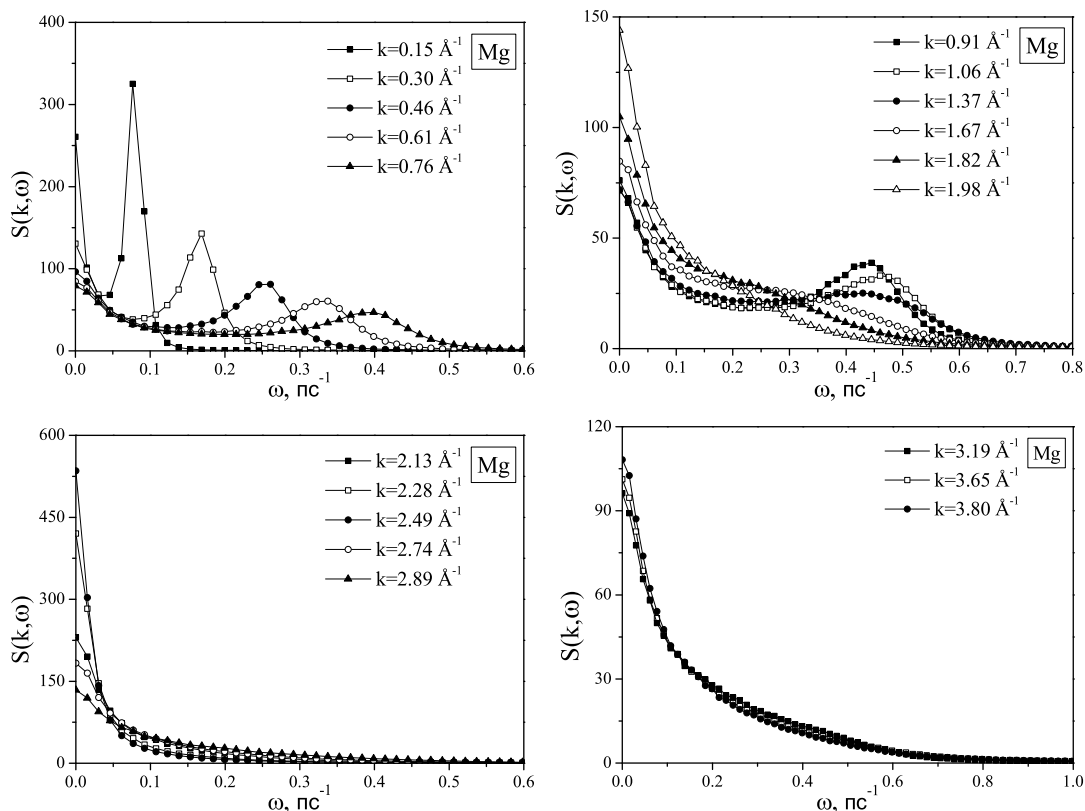 400
300
200
100
0
S(k,ω)
0.0 0.1 0.2 0.3 0.4 0.5 0.6
ω, пс⁻¹
k=0.15 Å⁻¹
k=0.30 Å⁻¹
k=0.46 Å⁻¹
k=0.61 Å⁻¹
k=0.76 Å⁻¹
Mg
150
100
50
0
S(k,ω)
0.0 0.1 0.2 0.3 0.4 0.5 0.6 0.7 0.8
ω, пс⁻¹
k=0.91 Å⁻¹
k=1.06 Å⁻¹
k=1.37 Å⁻¹
k=1.67 Å⁻¹
k=1.82 Å⁻¹
k=1.98 Å⁻¹
Mg
600
450
300
150
0
S(k,ω)
0.0 0.1 0.2 0.3 0.4 0.5 0.6
ω, пс⁻¹
k=2.13 Å⁻¹
k=2.28 Å⁻¹
k=2.49 Å⁻¹
k=2.74 Å⁻¹
k=2.89 Å⁻¹
Mg
120
90
60
30
0
S(k,ω)
0.0 0.2 0.4 0.6 0.8 1.0
ω, пс⁻¹
k=3.19 Å⁻¹
k=3.65 Å⁻¹
k=3.80 Å⁻¹
Mg